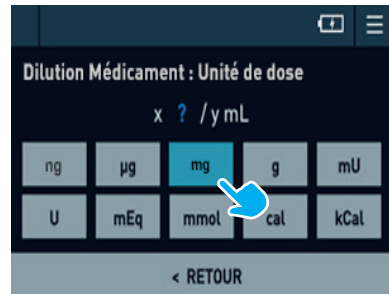 Dilution Médicament : Unité de dose
x ? / y mL
ng µg mg g mU
U mEq mmol cal kCal
< RETOUR